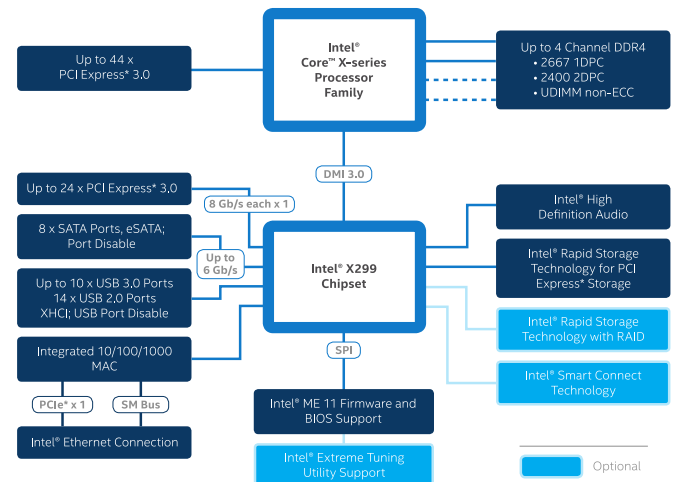 Up to 44 x
PCI Express* 3.0
Intel®
Core™ X-series
Processor
Family
Up to 4 Channel DDR4
• 2667 1DPC
• 2400 2DPC
• UDIMM non-ECC
DMI 3.0
Up to 24 x PCI Express* 3.0
8 Gb/s each x 1
8 x SATA Ports, eSATA;
Port Disable
Up to
6 Gb/s
Up to 10 x USB 3.0 Ports
14 x USB 2.0 Ports
XHCI; USB Port Disable
Integrated 10/100/1000
MAC
PCIe* x 1
SM Bus
Intel® Ethernet Connection
Intel® X299
Chipset
Intel® High
Definition Audio
Intel® Rapid Storage
Technology for PCI
Express* Storage
Intel® Rapid Storage
Technology with RAID
Intel® Smart Connect
Technology
SPI
Intel® ME 11 Firmware and
BIOS Support
Intel® Extreme Tuning
Utility Support
Optional